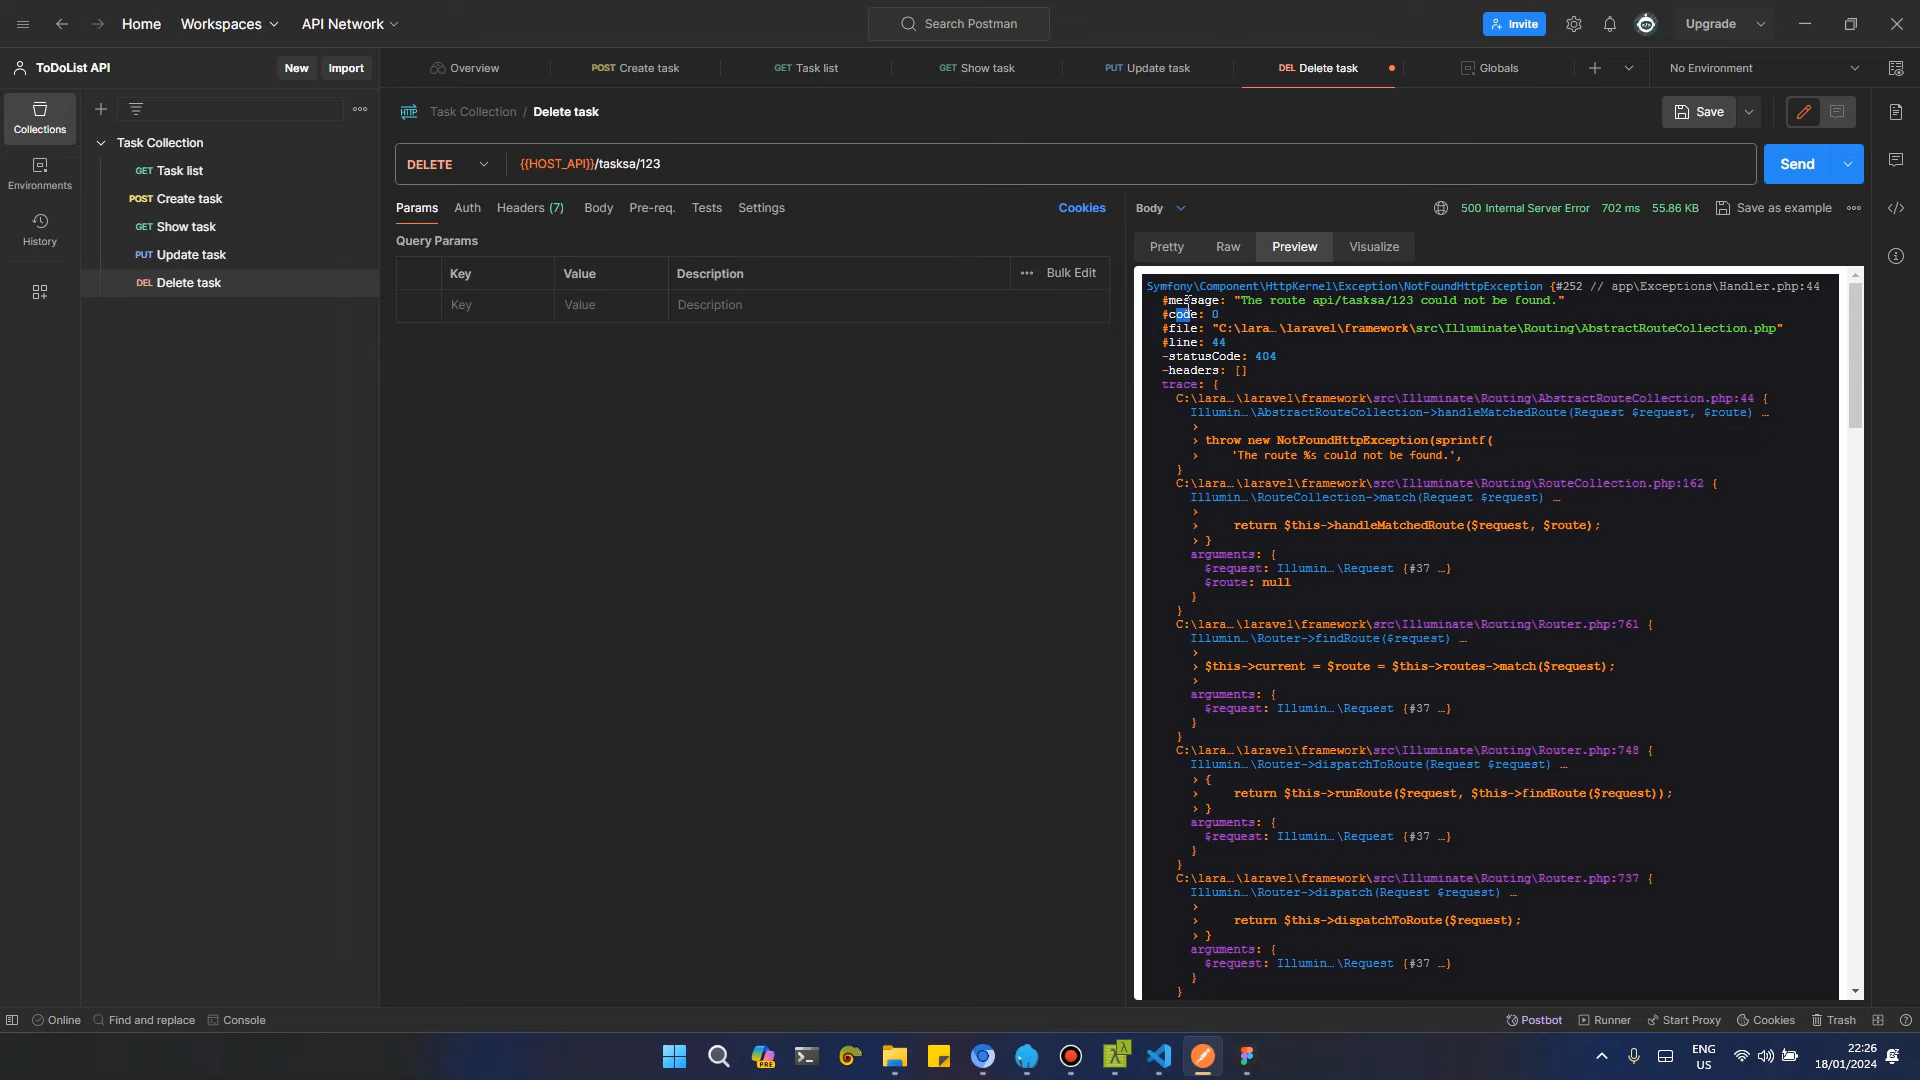 Home
Workspaces
API Network
Search Postman
Invite
Upgrade
ToDoList API
New
Import
Overview
POST Create task
GET Task list
GET Show task
PUT Update task
DEL Delete task
Globals
No Environment
Collections
Environments
History
Task Collection
GET Task list
POST Create task
GET Show task
PUT Update task
DEL Delete task
HTTP
Task Collection / Delete task
Save
DELETE
{{HOST_API}}/tasksa/123
Send
Params
Auth
Headers (7)
Body
Pre-req.
Tests
Settings
Cookies
Query Params
Key
Value
Description
Bulk Edit
Key
Value
Description
Body
500 Internal Server Error
702 ms
55.86 KB
Save as example
Pretty
Raw
Preview
Visualize
Symfony\Component\HttpKernel\Exception\NotFoundHttpException {#252 // app\Exceptions\Handler.php:44
#message: "The route api/tasksa/123 could not be found."
#code: 0
#file: "C:\lara…\laravel\framework\src\Illuminate\Routing\AbstractRouteCollection.php"
#line: 44
-statusCode: 404
-headers: []
trace: {
C:\lara…\laravel\framework\src\Illuminate\Routing\AbstractRouteCollection.php:44 {
Illumin…\AbstractRouteCollection->handleMatchedRoute(Request $request, $route) …
›
› throw new NotFoundHttpException(sprintf(
› 'The route %s could not be found.',
}
C:\lara…\laravel\framework\src\Illuminate\Routing\RouteCollection.php:162 {
Illumin…\RouteCollection->match(Request $request) …
›
› return $this->handleMatchedRoute($request, $route);
› }
arguments: {
$request: Illumin…\Request {#37 …}
$route: null
}
}
C:\lara…\laravel\framework\src\Illuminate\Routing\Router.php:761 {
Illumin…\Router->findRoute($request) …
›
› $this->current = $route = $this->routes->match($request);
›
arguments: {
$request: Illumin…\Request {#37 …}
}
}
C:\lara…\laravel\framework\src\Illuminate\Routing\Router.php:748 {
Illumin…\Router->dispatchToRoute(Request $request) …
› {
› return $this->runRoute($request, $this->findRoute($request));
› }
arguments: {
$request: Illumin…\Request {#37 …}
}
}
C:\lara…\laravel\framework\src\Illuminate\Routing\Router.php:737 {
Illumin…\Router->dispatch(Request $request) …
›
› return $this->dispatchToRoute($request);
› }
arguments: {
$request: Illumin…\Request {#37 …}
}
}
Online
Find and replace
Console
Postbot
Runner
Start Proxy
Cookies
Trash
PRE
ENG
US
22:26
18/01/2024